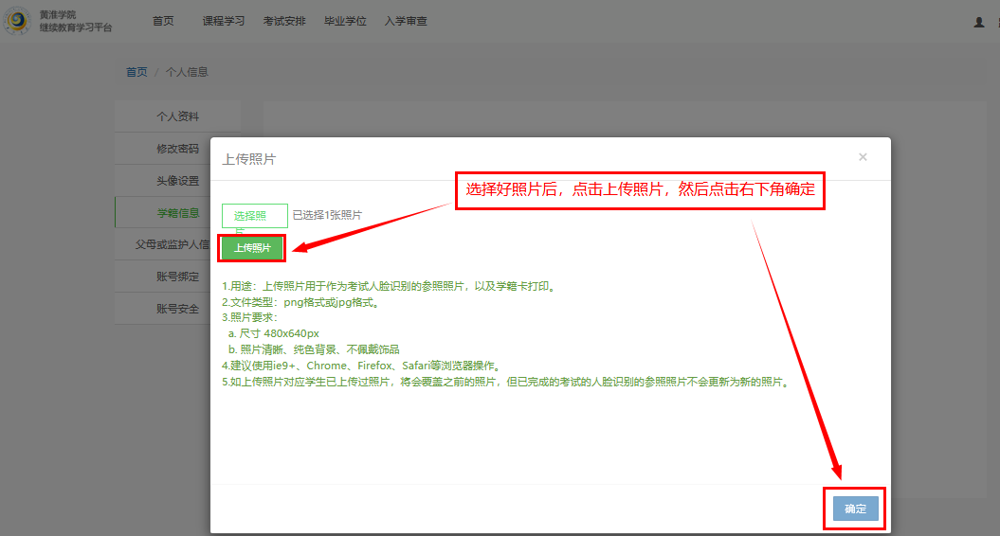 黄淮学院
继续教育学习平台
首页 课程学习 考试安排 毕业学位 入学审查
首页 / 个人信息
个人资料
修改密码
头像设置
学籍信息
父母或监护人信
账号绑定
账号安全
上传照片 ×
选择好照片后，点击上传照片，然后点击右下角确定
选择照 已选择1张照片
上传照片
1.用途：上传照片用于作为考试人脸识别的参照照片，以及学籍卡打印。
2.文件类型：png格式或jpg格式。
3.照片要求：
a. 尺寸 480x640px
b. 照片清晰、纯色背景、不佩戴饰品
4.建议使用ie9+、Chrome、Firefox、Safari等浏览器操作。
5.如上传照片对应学生已上传过照片，将会覆盖之前的照片，但已完成的考试的人脸识别的参照照片不会更新为新的照片。
确定